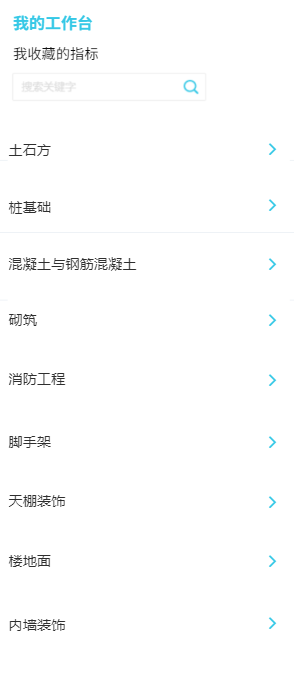 我的工作台
我收藏的指标
搜索关键字
土石方
桩基础
混凝土与钢筋混凝土
砌筑
消防工程
脚手架
天棚装饰
楼地面
内墙装饰